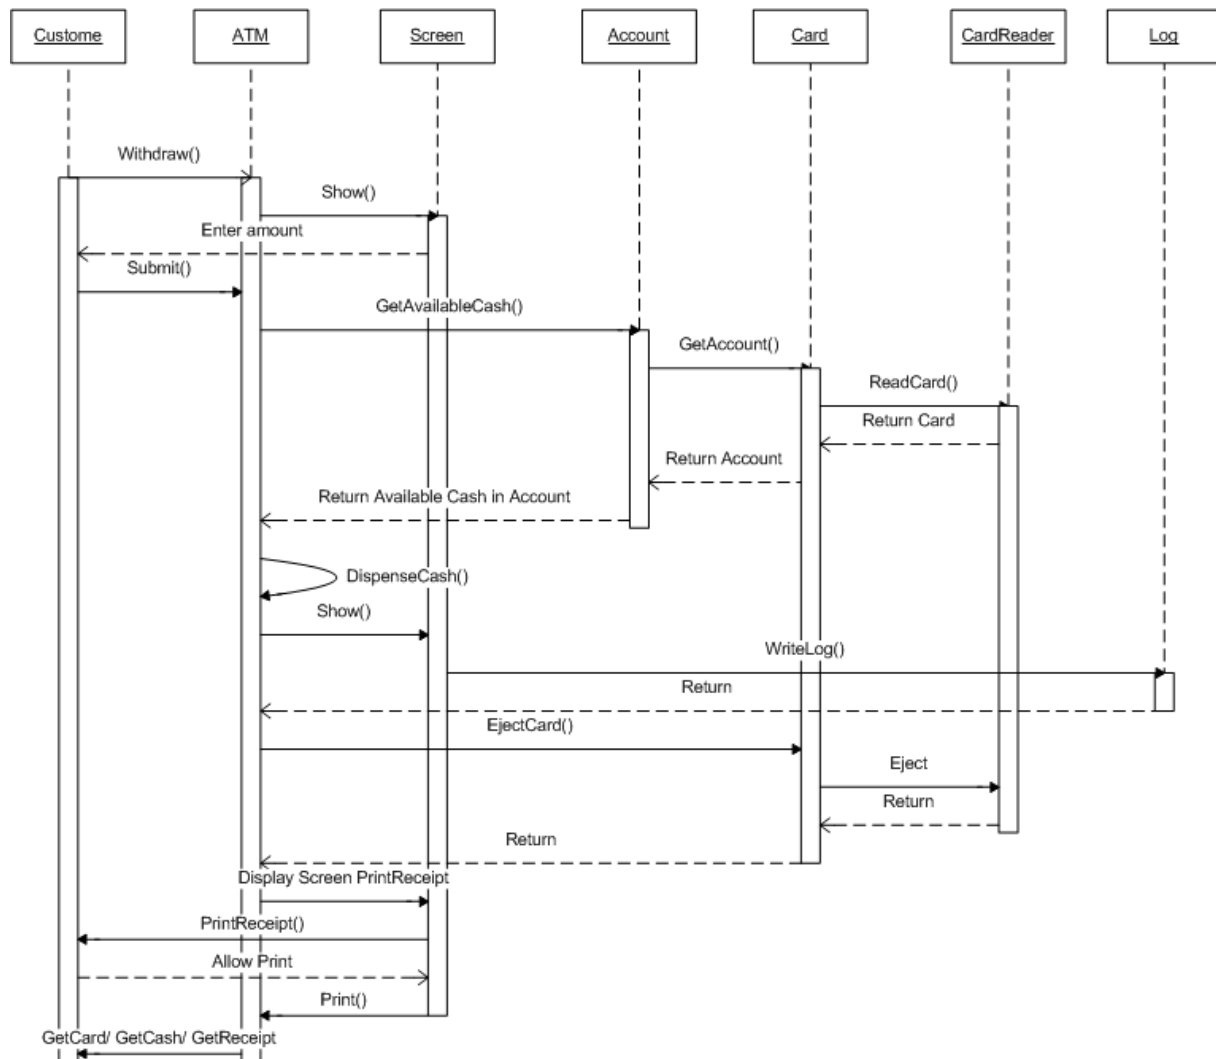 Custome
ATM
Screen
Account
Card
CardReader
Log
Withdraw()
Show()
Enter amount
Submit()
GetAvailableCash()
GetAccount()
ReadCard()
Return Card
Return Account
Return Available Cash in Account
DispenseCash()
Show()
WriteLog()
Return
EjectCard()
Eject
Return
Return
Display Screen PrintReceipt
PrintReceipt()
Allow Print
Print()
GetCard/ GetCash/ GetReceipt